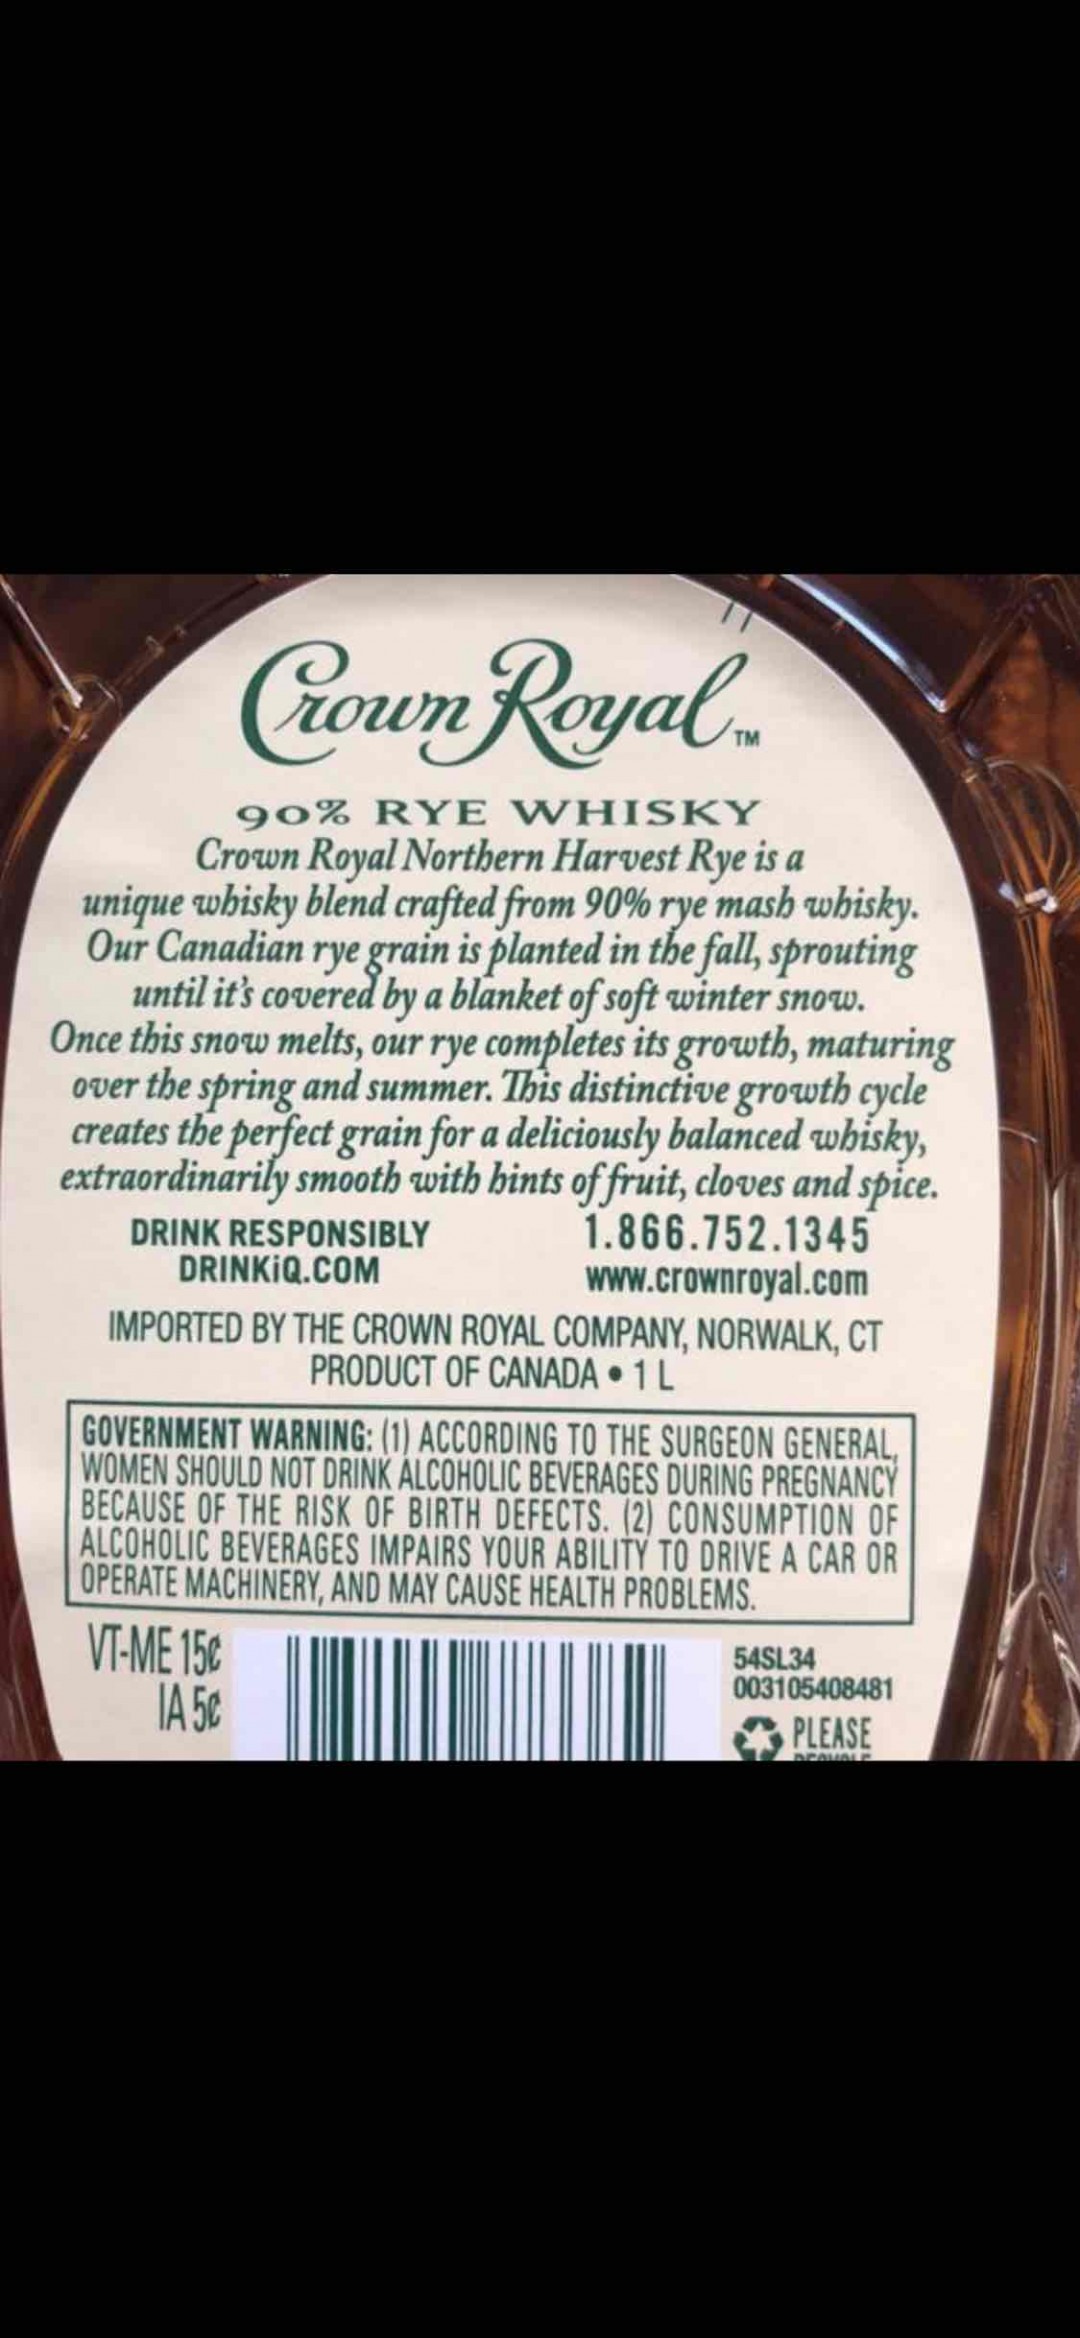 Crown Royal™
90% RYE WHISKY
Crown Royal Northern Harvest Rye is a
unique whisky blend crafted from 90% rye mash whisky.
Our Canadian rye grain is planted in the fall, sprouting
until it's covered by a blanket of soft winter snow.
Once this snow melts, our rye completes its growth, maturing
over the spring and summer. This distinctive growth cycle
creates the perfect grain for a deliciously balanced whisky,
extraordinarily smooth with hints of fruit, cloves and spice.
DRINK RESPONSIBLY
DRINKiQ.COM
1.866.752.1345
www.crownroyal.com
IMPORTED BY THE CROWN ROYAL COMPANY, NORWALK, CT
PRODUCT OF CANADA • 1 L
GOVERNMENT WARNING: (1) ACCORDING TO THE SURGEON GENERAL,
WOMEN SHOULD NOT DRINK ALCOHOLIC BEVERAGES DURING PREGNANCY
BECAUSE OF THE RISK OF BIRTH DEFECTS. (2) CONSUMPTION OF
ALCOHOLIC BEVERAGES IMPAIRS YOUR ABILITY TO DRIVE A CAR OR
OPERATE MACHINERY, AND MAY CAUSE HEALTH PROBLEMS.
VT-ME 15¢
IA 5¢
54SL34
003105408481
PLEASE